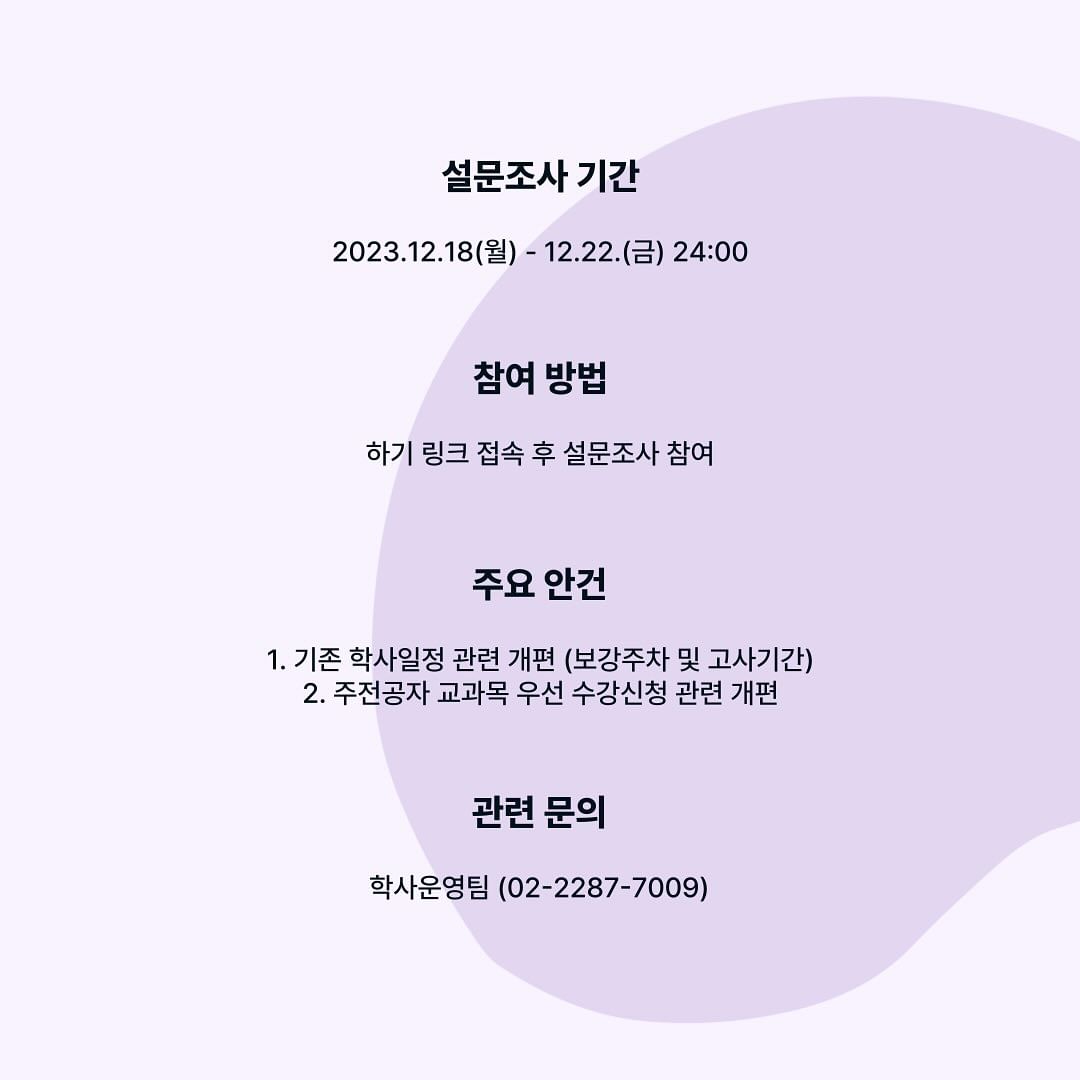 설문조사 기간
2023.12.18(월) - 12.22.(금) 24:00
참여 방법
하기 링크 접속 후 설문조사 참여
주요 안건
1. 기존 학사일정 관련 개편 (보강주차 및 고사기간)
2. 주전공자 교과목 우선 수강신청 관련 개편
관련 문의
학사운영팀 (02-2287-7009)